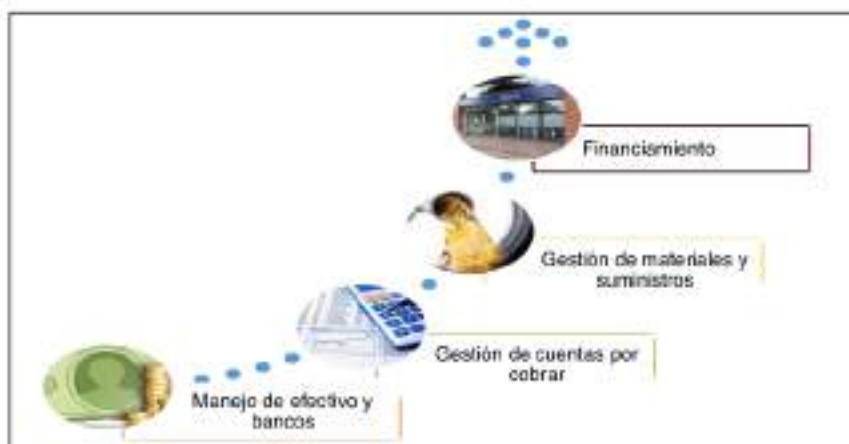 Financiamiento
Gestión de materiales y
suministros
Gestión de cuentas por
cobrar
Manejo de efectivo y
bancos